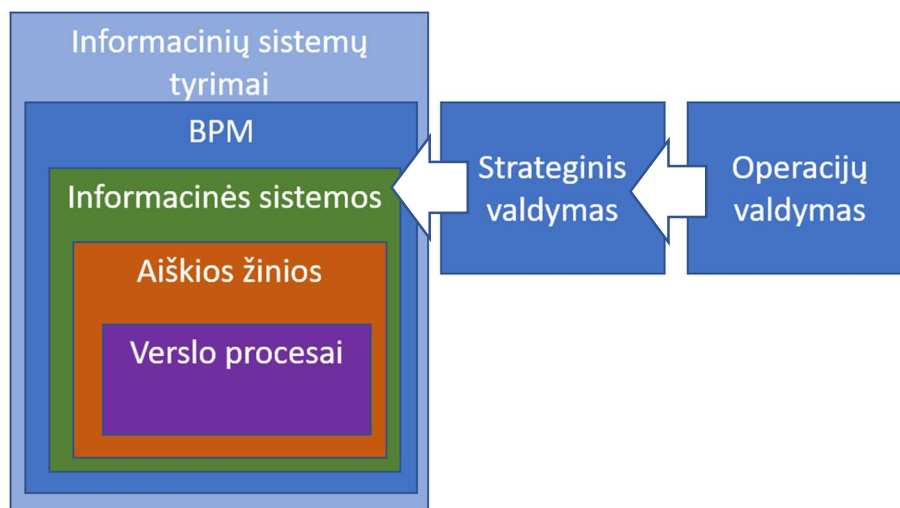 Informacinių sistemų
tyrimai
BPM
Informacinės sistemos
Aiškios žinios
Verslo procesai
Strateginis
valdymas
Operacijų
valdymas